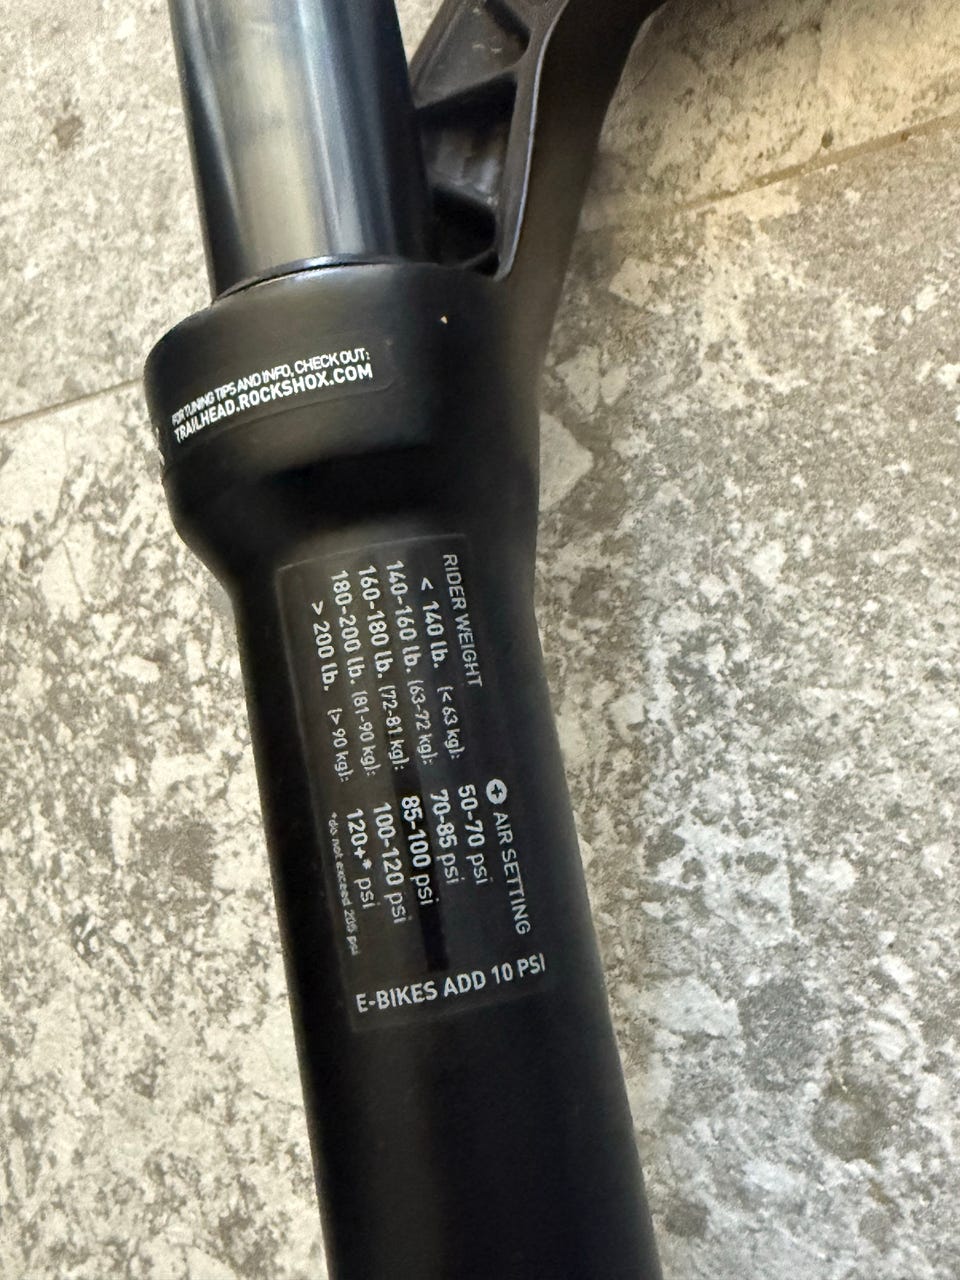 FOR TUNING TIPS AND INFO, CHECK OUT:
TRAILHEAD.ROCKSHOX.COM
RIDER WEIGHT + AIR SETTING
< 140 lb. (< 63 kg): 50-70 psi
140-160 lb. (63-72 kg): 70-85 psi
160-180 lb. (72-81 kg): 85-100 psi
180-200 lb. (81-90 kg): 100-120 psi
> 200 lb. (> 90 kg): 120+* psi
*do not exceed 205 psi
E-BIKES ADD 10 PSI